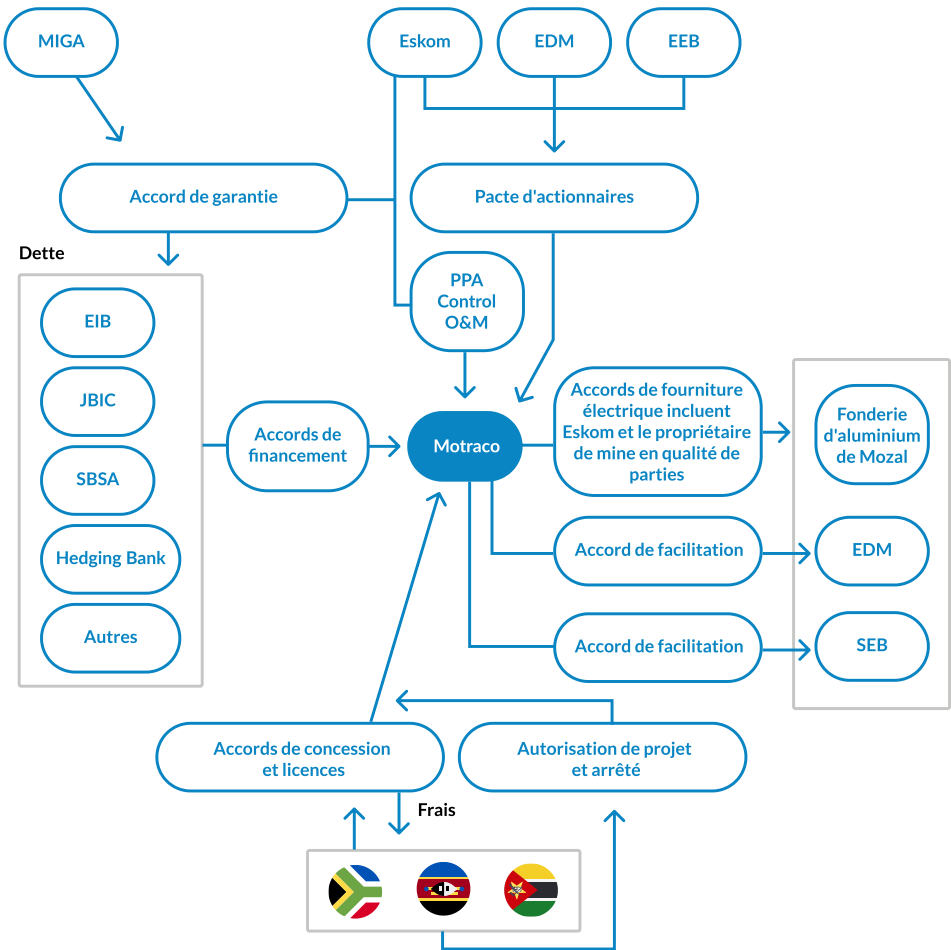 MIGA
Eskom
EDM
EEB
Accord de garantie
Pacte d'actionnaires
Dette
PPA
Control
O&M
EIB
JBIC
SBSA
Hedging Bank
Autres
Accords de
financement
Motraco
Accords de fourniture
électrique incluent
Eskom et le propriétaire
de mine en qualité de
parties
Fonderie
d'aluminium
de Mozal
Accord de facilitation
EDM
Accord de facilitation
SEB
Accords de concession
et licences
Autorisation de projet
et arrêté
Frais